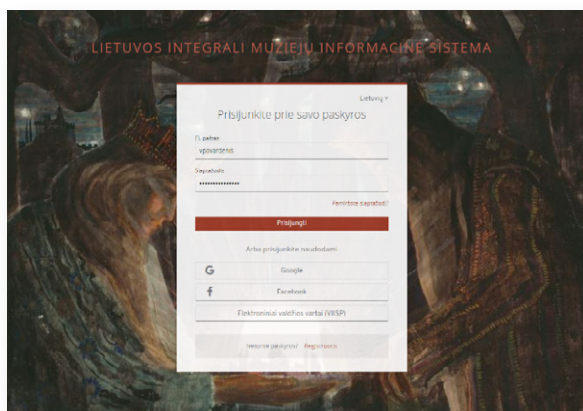 LIETUVOS INTEGRALI MUZIEJŲ INFORMACINĖ SISTEMA
Lietuvių
Prisijunkite prie savo paskyros
El. paštas
vpavardenis
Slaptažodis
Pamiršote slaptažodį?
Prisijungti
Arba prisijunkite naudodami
Google
Facebook
Elektroniniai valdžios vartai (VIISP)
Neturite paskyros? Registruotis